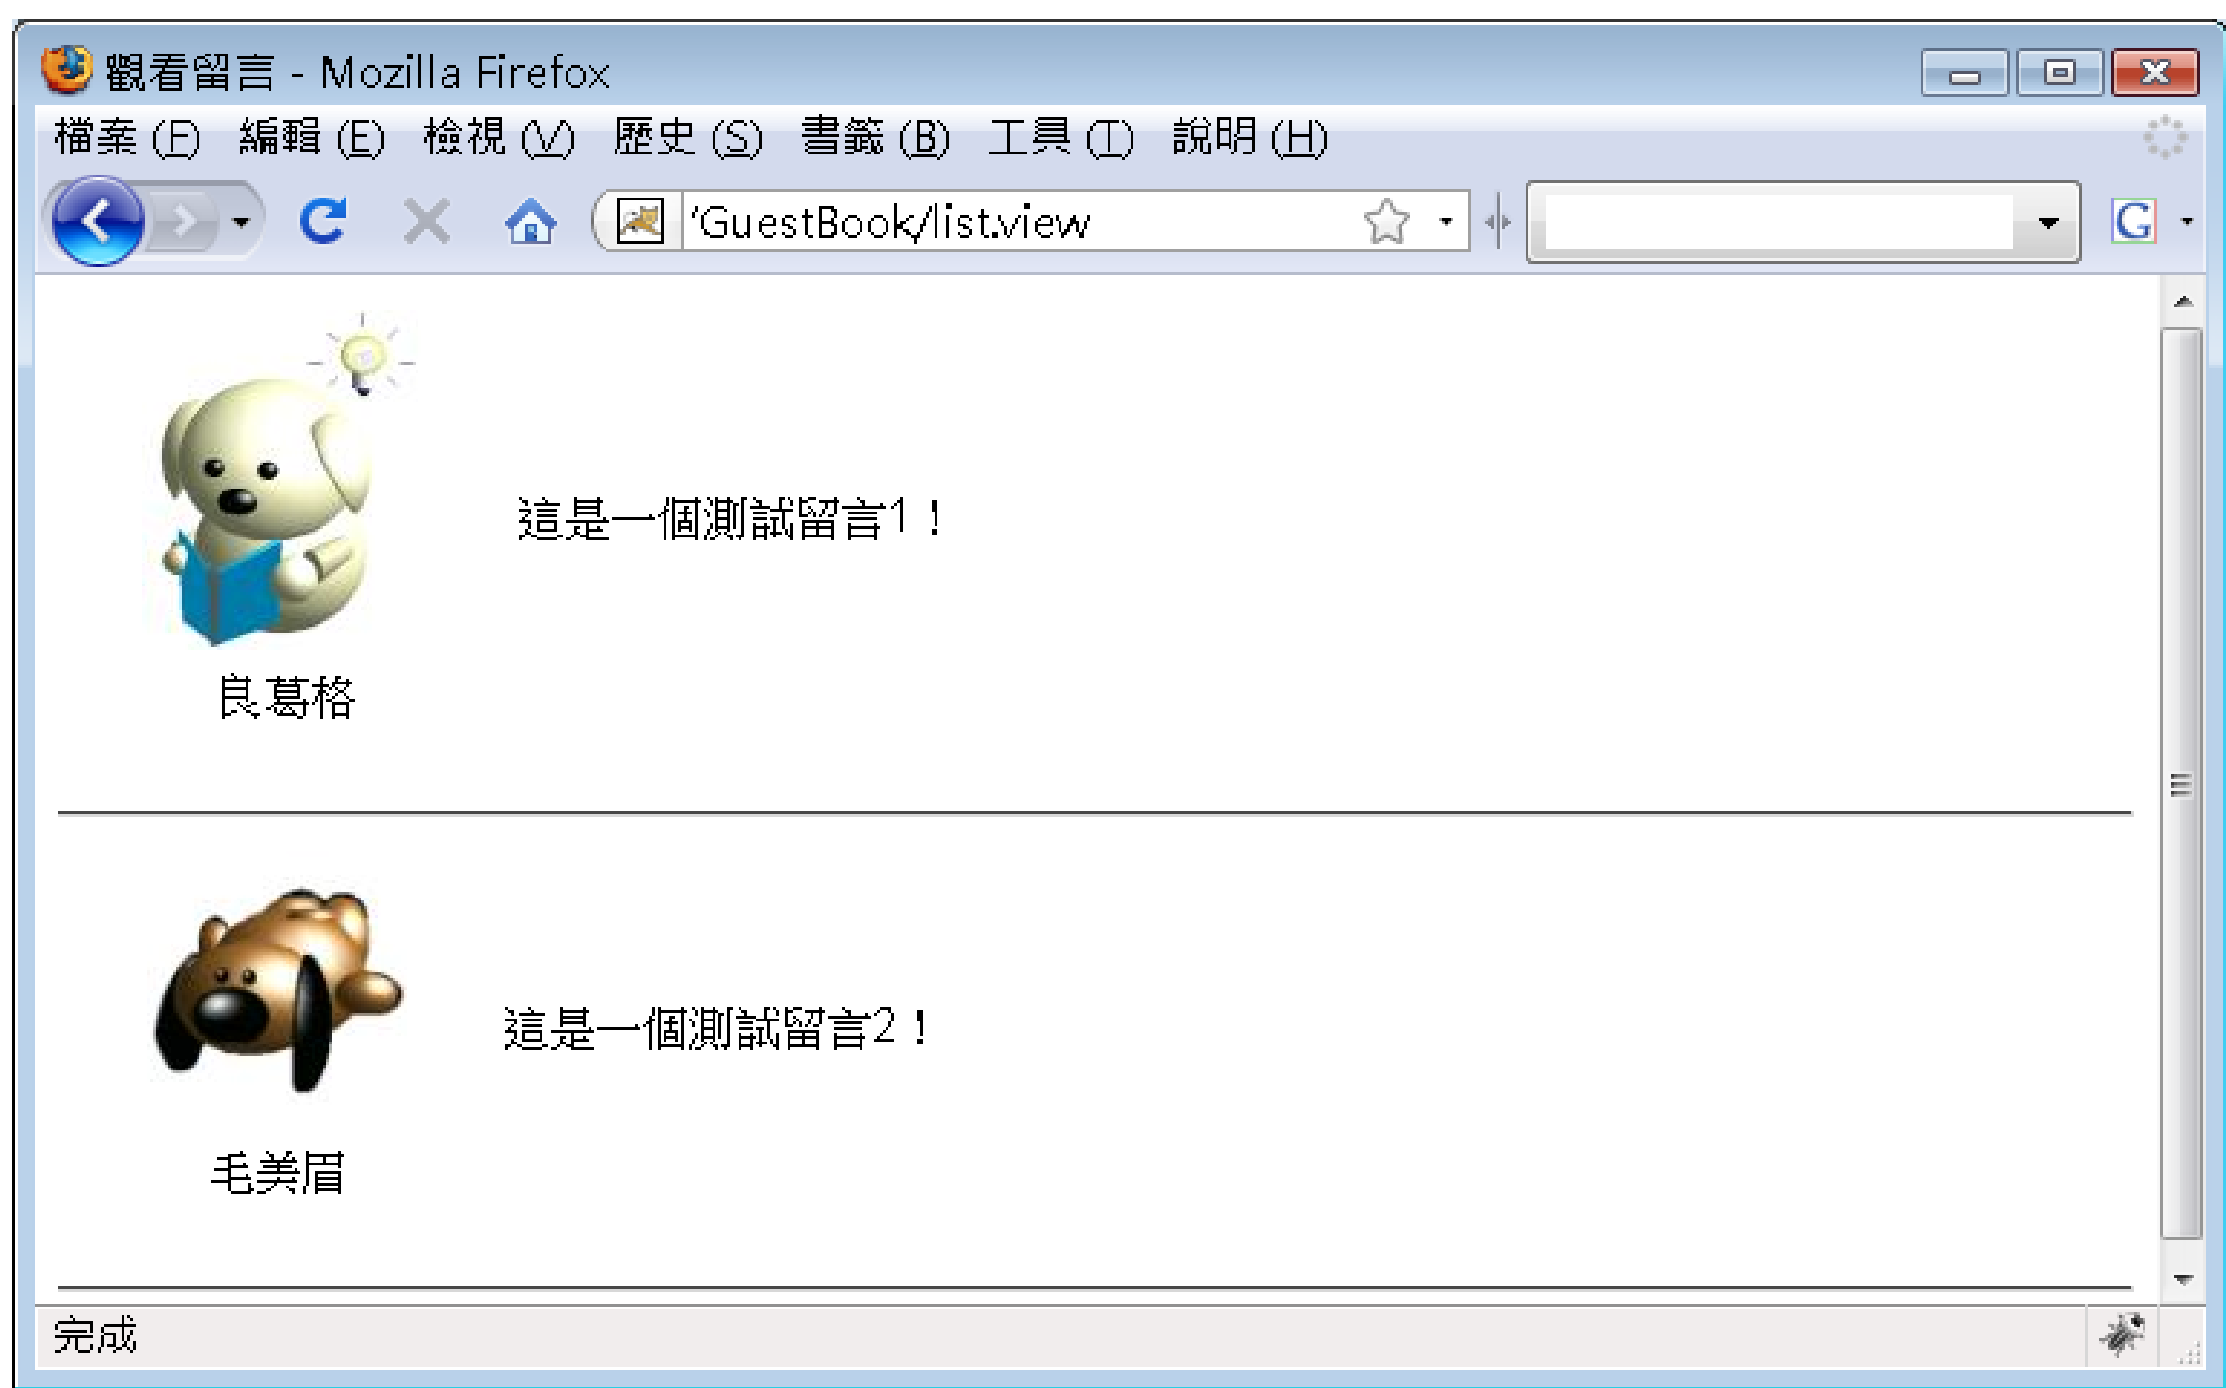 觀看留言 - Mozilla Firefox
檔案(F) 編輯(E) 檢視(V) 歷史(S) 書籤(B) 工具(T) 說明(H)
'GuestBook/list.view
G
這是一個測試留言1！
良葛格
這是一個測試留言2！
毛美眉
完成